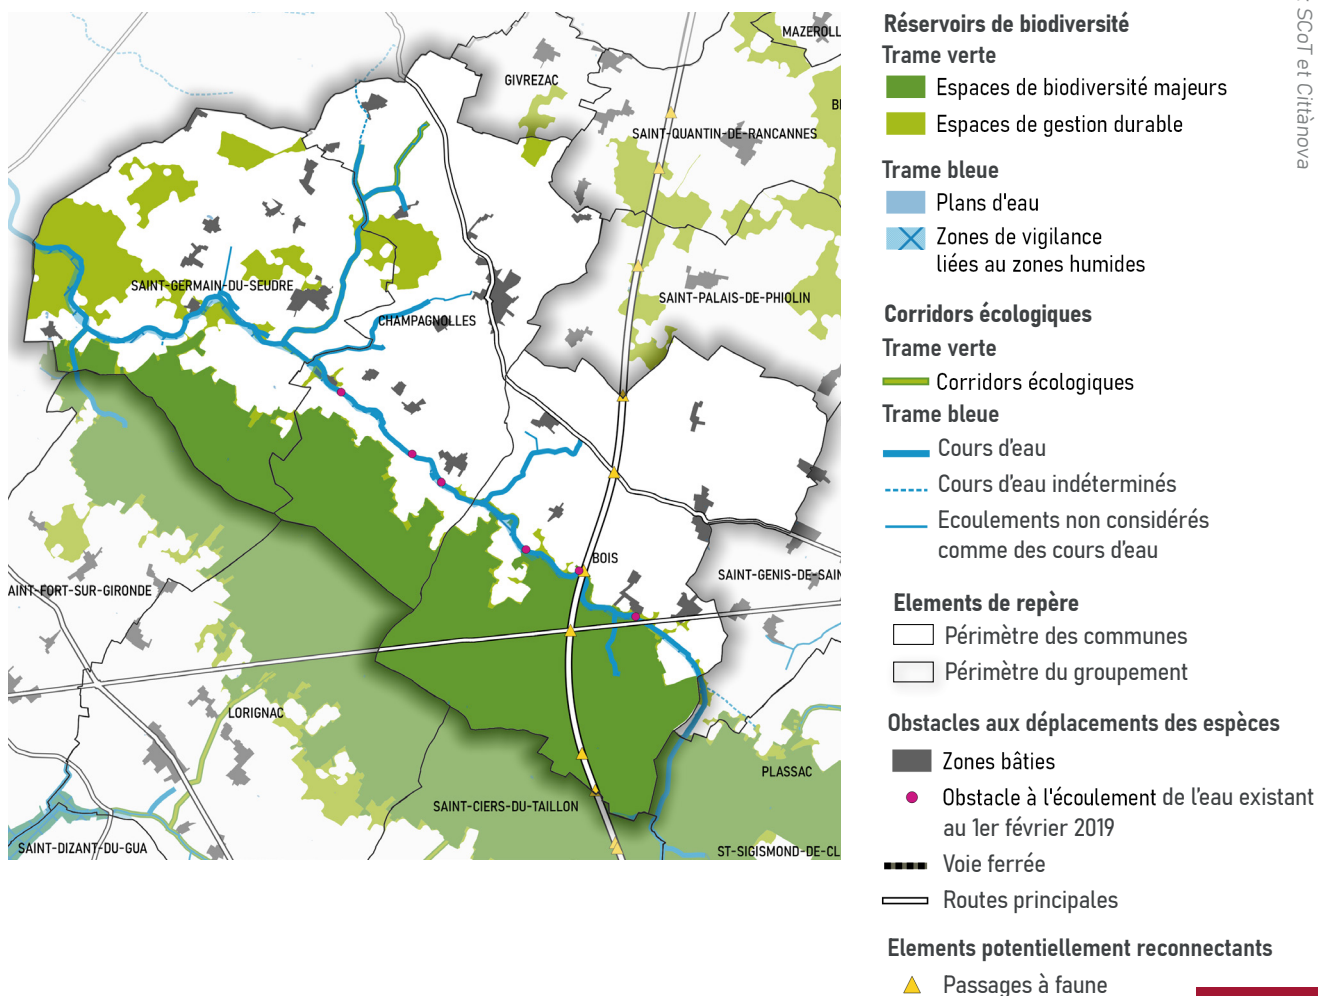 MAZEROLL
GIVREZAC
SAINT-QUANTIN-DE-RANCANNES
SAINT-GERMAIN-DU-SEUDRE
SAINT-PALAIS-DE-PHIOLIN
CHAMPAGNOLLES
BOIS
SAINT-GENIS-DE-SAIN
AINT-FORT-SUR-GIRONDE
LORIGNAC
PLASSAC
SAINT-CIERS-DU-TAILLON
SAINT-DIZANT-DU-GUA
ST-SIGISMOND-DE-CL
Réservoirs de biodiversité
Trame verte
Espaces de biodiversité majeurs
Espaces de gestion durable
Trame bleue
Plans d'eau
Zones de vigilance
liées au zones humides
Corridors écologiques
Trame verte
Corridors écologiques
Trame bleue
Cours d'eau
Cours d'eau indéterminés
Ecoulements non considérés
comme des cours d'eau
Elements de repère
Périmètre des communes
Périmètre du groupement
Obstacles aux déplacements des espèces
Zones bâties
Obstacle à l'écoulement de l'eau existant
au 1er février 2019
Voie ferrée
Routes principales
Elements potentiellement reconnectants
Passages à faune
: SCoT et Cittànova